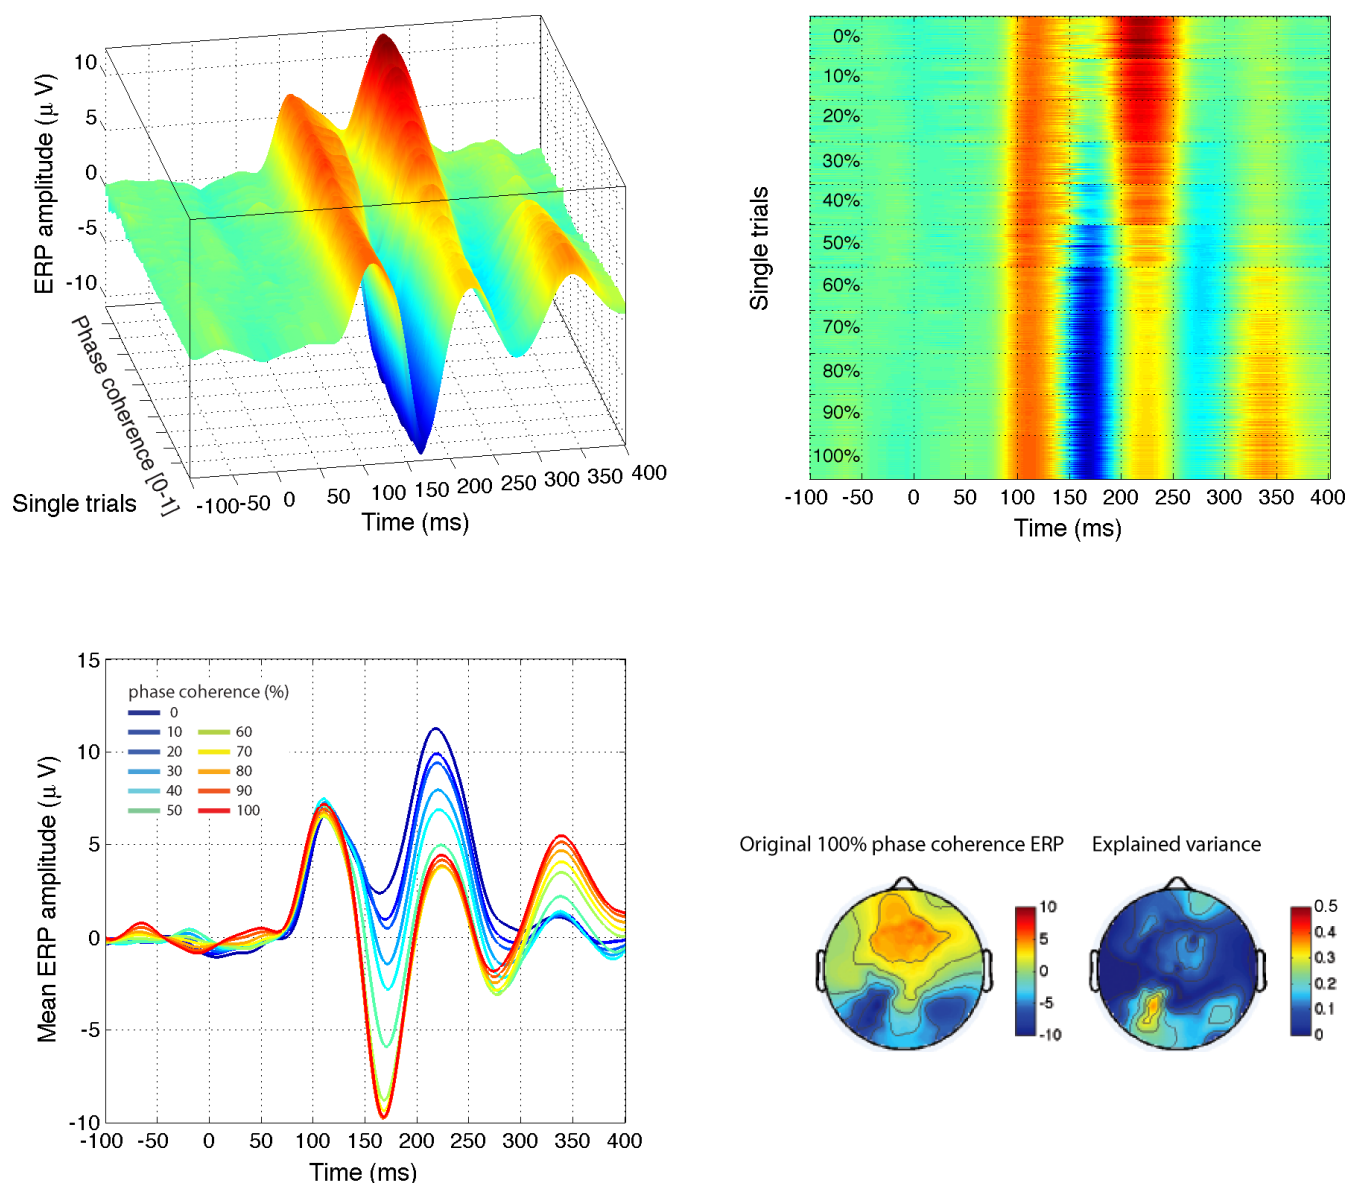 10
5
0
-5
-10
ERP amplitude (μ V)
Phase coherence [0-1]
Single trials
-100 -50 0 50 100 150 200 250 300 350 400
Time (ms)
0%
10%
20%
30%
40%
50%
60%
70%
80%
90%
100%
Single trials
-100 -50 0 50 100 150 200 250 300 350 400
Time (ms)
15
10
5
0
-5
-10
Mean ERP amplitude (μ V)
phase coherence (%)
0
10 60
20 70
30 80
40 90
50 100
-100 -50 0 50 100 150 200 250 300 350 400
Time (ms)
Original 100% phase coherence ERP
10
5
0
-5
-10
Explained variance
0.5
0.4
0.3
0.2
0.1
0